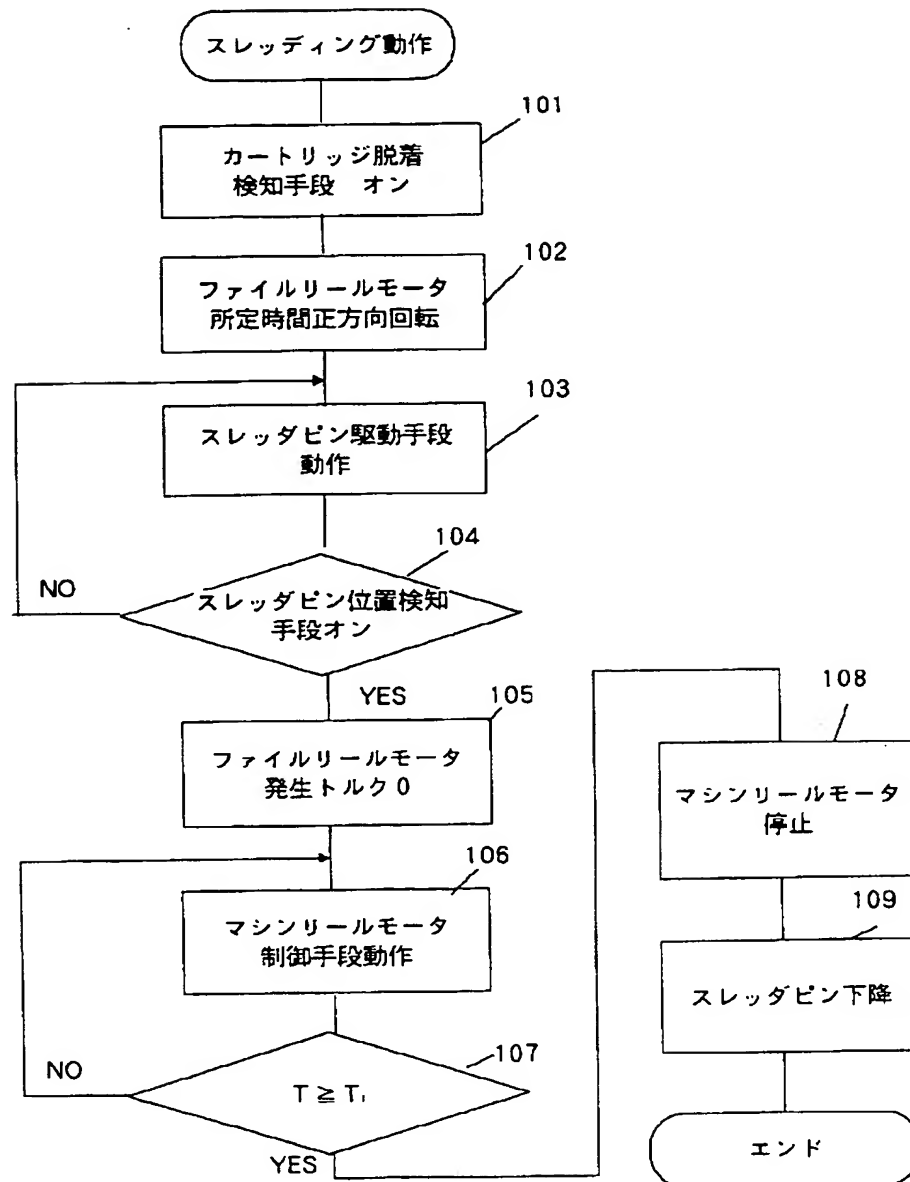 スレッディング動作
101
カートリッジ脱着
検知手段 オン
102
ファイルリールモータ
所定時間正方向回転
103
スレッダピン駆動手段
動作
104
NO
スレッダピン位置検知
手段オン
YES
105
ファイルリールモータ
発生トルク0
106
マシンリールモータ
制御手段動作
107
NO
T≧T₁
YES
108
マシンリールモータ
停止
109
スレッダピン下降
エンド